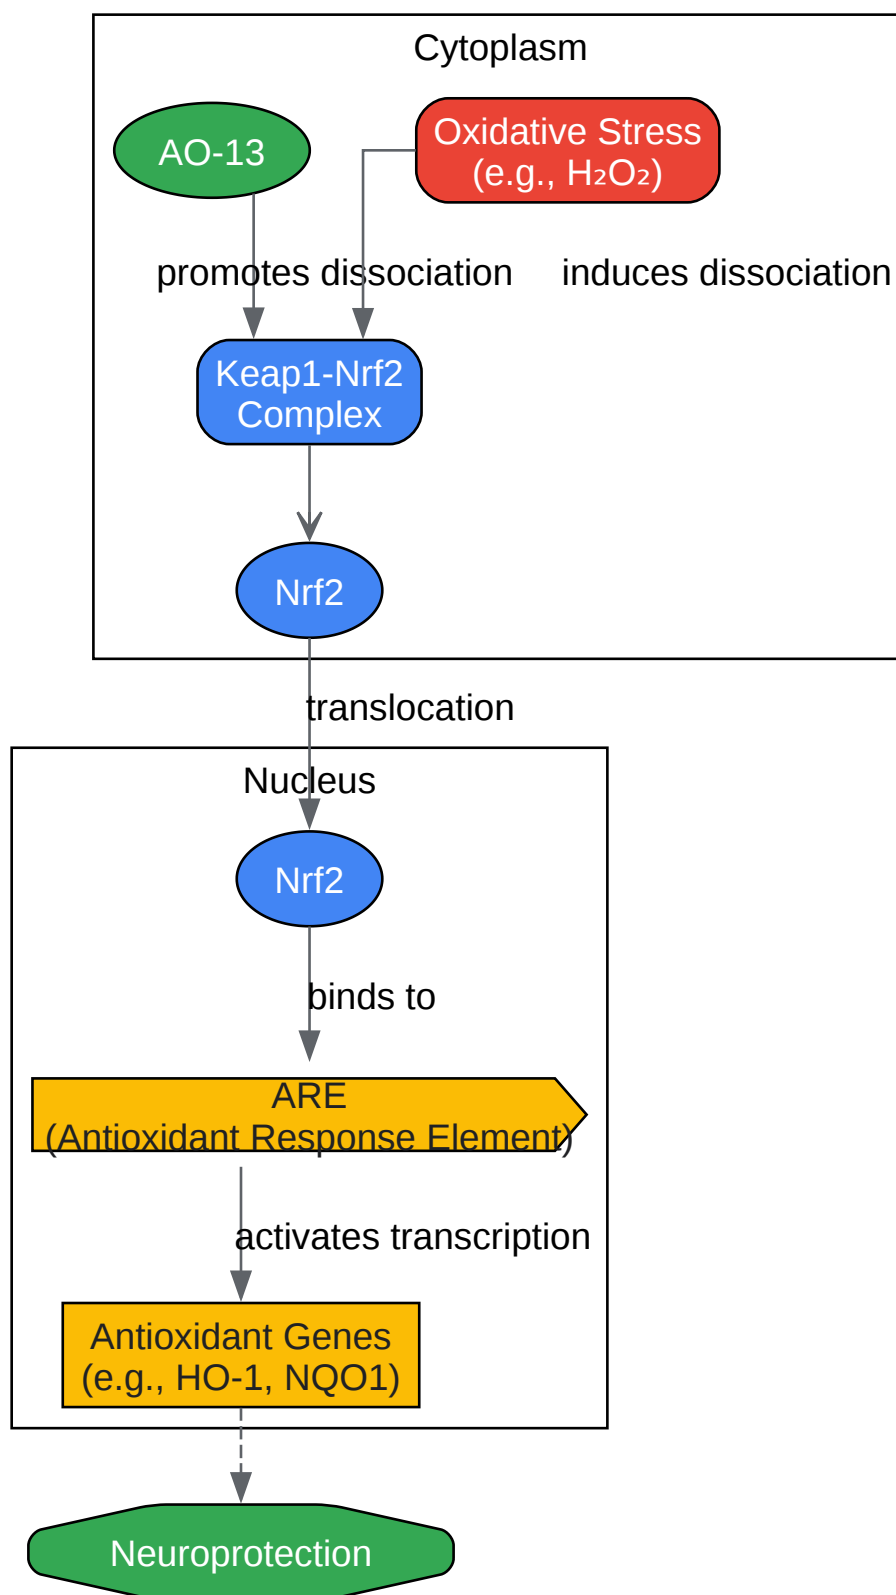 Cytoplasm
AO-13
Oxidative Stress
(e.g., H₂O₂)
promotes dissociation
induces dissociation
Keap1-Nrf2
Complex
Nrf2
translocation
Nucleus
Nrf2
binds to
ARE
(Antioxidant Response Element)
activates transcription
Antioxidant Genes
(e.g., HO-1, NQO1)
Neuroprotection